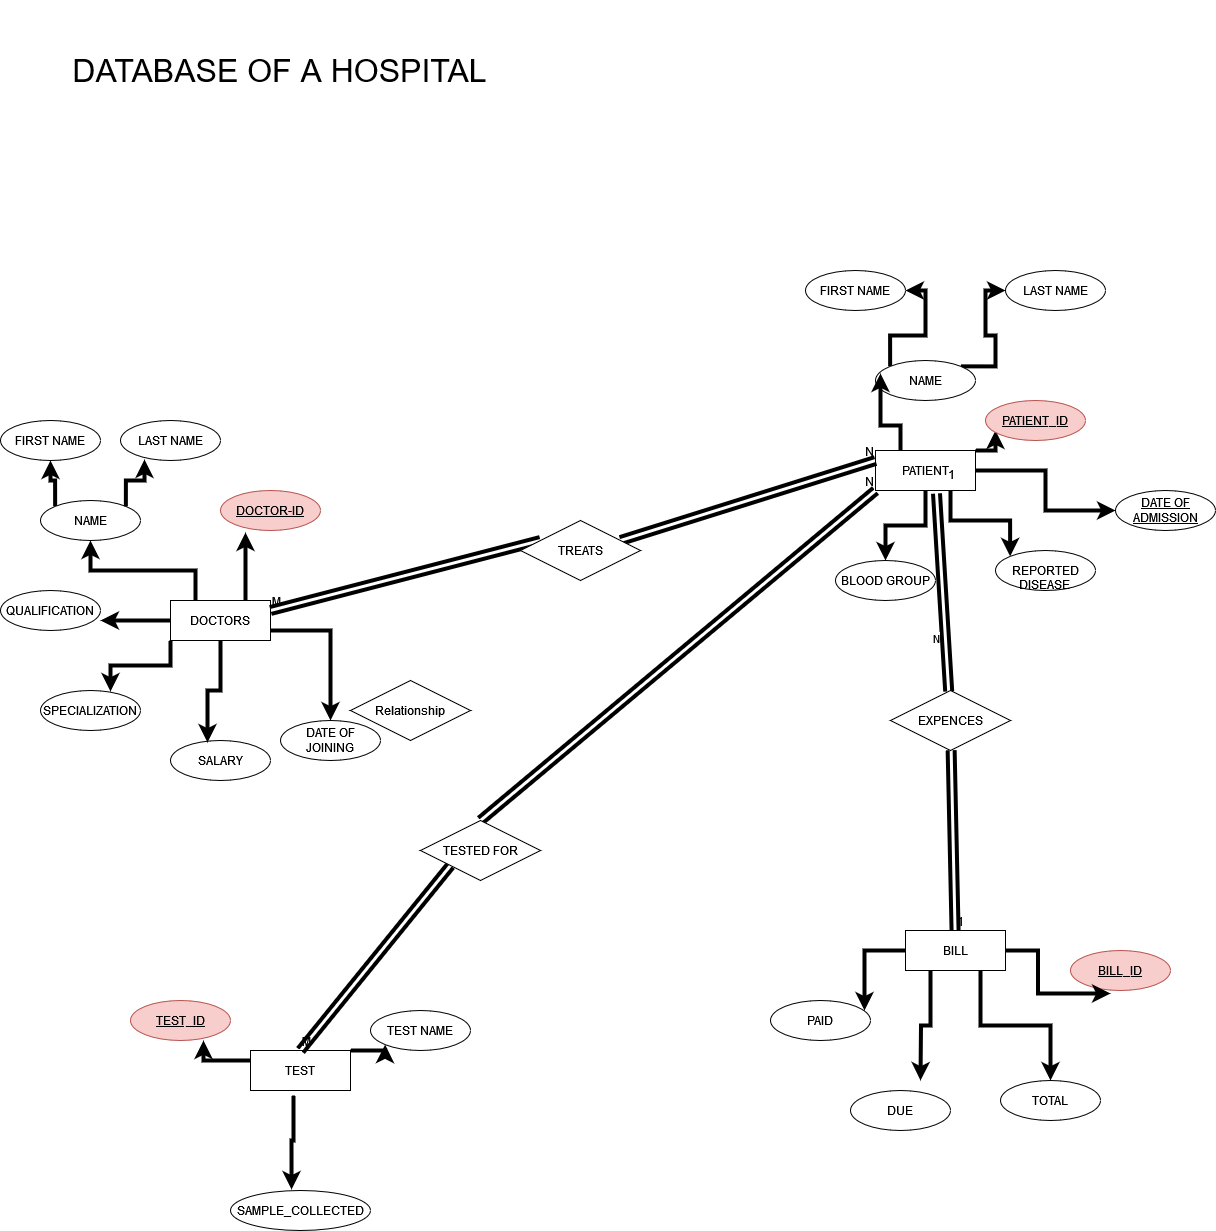 DATABASE OF A HOSPITAL
FIRST NAME
LAST NAME
NAME
PATIENT_ID
FIRST NAME
LAST NAME
N
PATIENT
1
N
DATE OF
ADMISSION
DOCTOR-ID
NAME
TREATS
BLOOD GROUP
REPORTED
DISEASE
M
QUALIFICATION
DOCTORS
N
SPECIALIZATION
Relationship
EXPENCES
DATE OF
JOINING
SALARY
TESTED FOR
BILL
BILL_ID
TEST_ID
TEST NAME
PAID
M
TEST
DUE
TOTAL
SAMPLE_COLLECTED